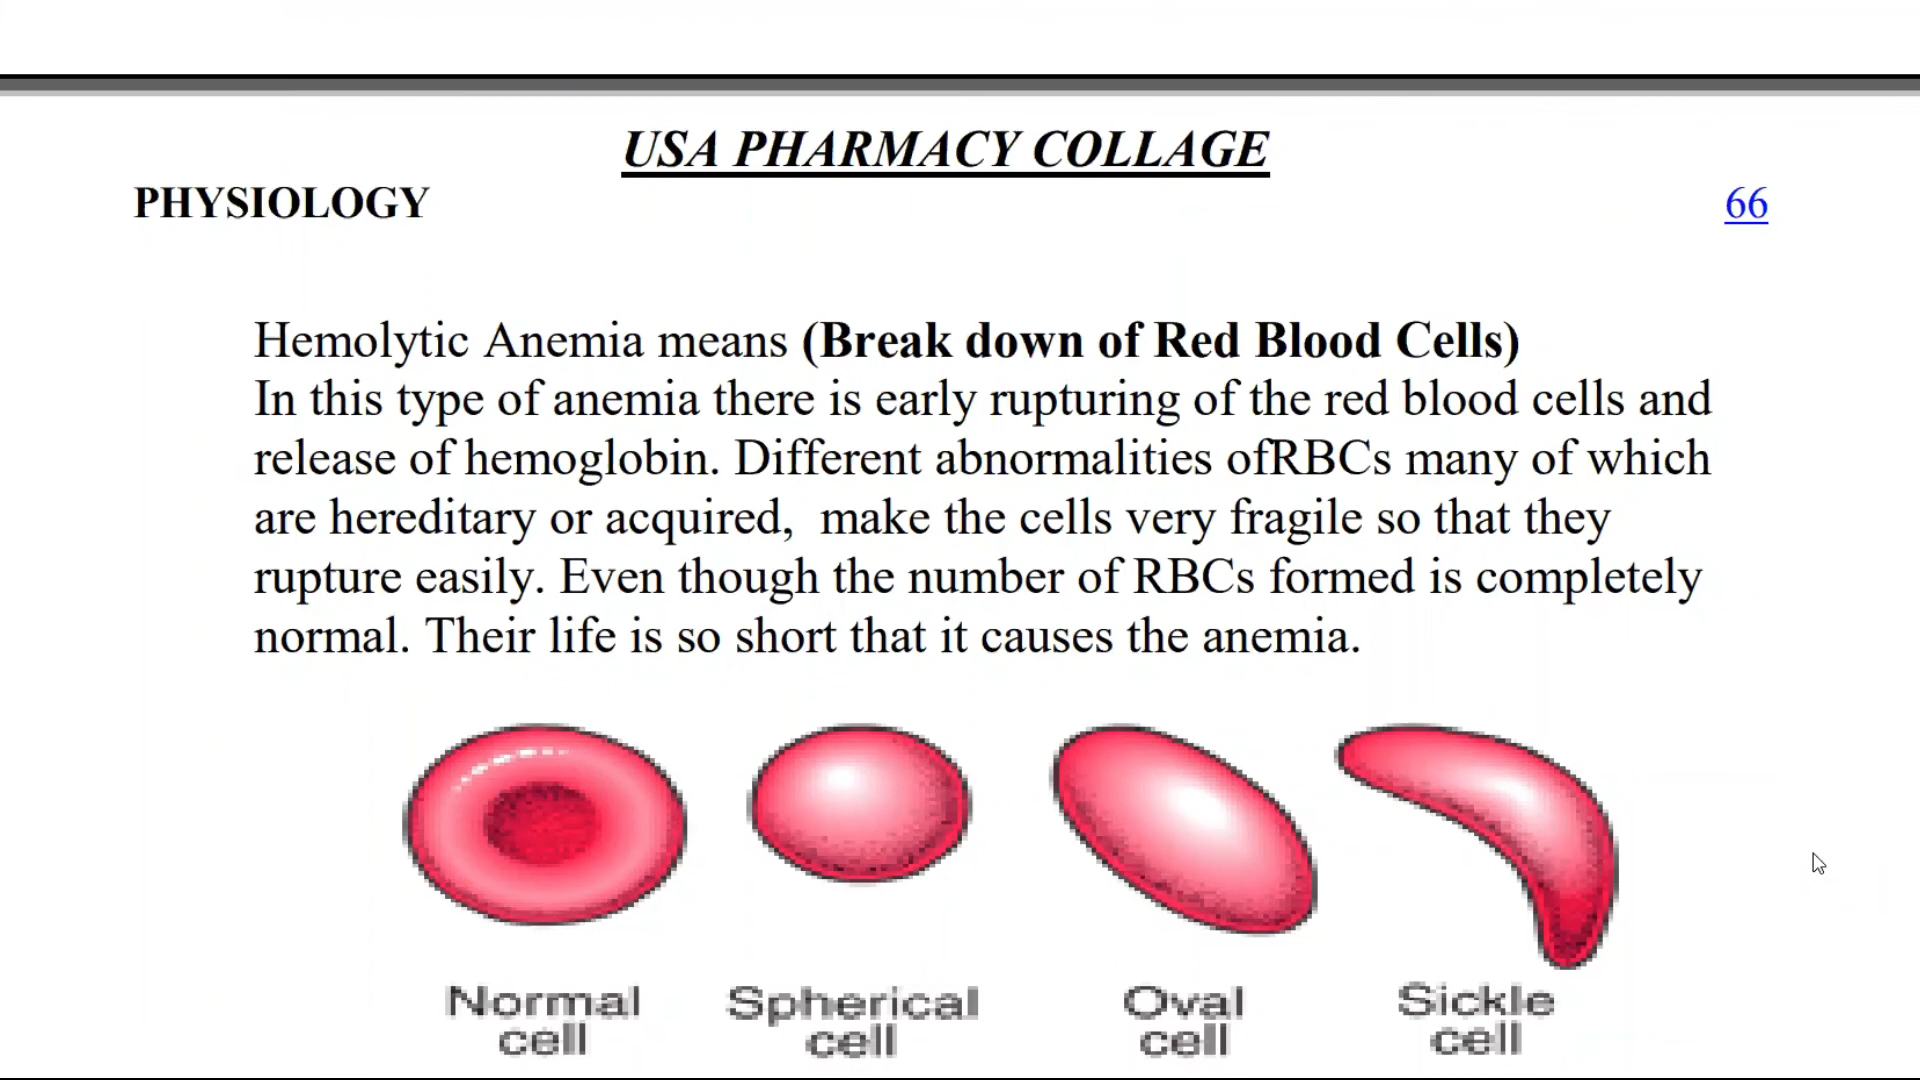 USA PHARMACY COLLAGE
PHYSIOLOGY 66
Hemolytic Anemia means (Break down of Red Blood Cells)
In this type of anemia there is early rupturing of the red blood cells and
release of hemoglobin. Different abnormalities ofRBCs many of which
are hereditary or acquired,  make the cells very fragile so that they
rupture easily. Even though the number of RBCs formed is completely
normal. Their life is so short that it causes the anemia.
Normal cell
Spherical cell
Oval cell
Sickle cell